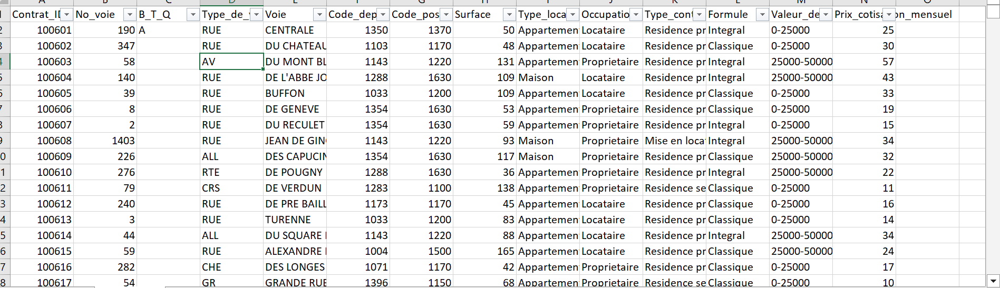 Contrat_ID No_voie B_T_Q Type_de_v Voie Code_dep Code_pos Surface Type_loca Occupatio Type_cont Formule Valeur_de Prix_cotisa on_mensuel
100601 190 A RUE CENTRALE 1350 1370 50 Appartemen Locataire Residence pr Integral 0-25000 25
100602 347 RUE DU CHATEAU 1103 1170 48 Appartemen Locataire Residence pr Classique 0-25000 30
100603 58 AV DU MONT BL 1143 1220 131 Appartemen Proprietaire Residence pr Integral 25000-50000 57
100604 140 RUE DE L'ABBE JO 1288 1630 109 Maison Locataire Residence pr Integral 25000-50000 43
100605 39 RUE BUFFON 1033 1200 109 Appartemen Locataire Residence pr Classique 0-25000 33
100606 8 RUE DE GENEVE 1354 1630 53 Appartemen Proprietaire Residence pr Classique 0-25000 19
100607 2 RUE DU RECULET 1354 1630 59 Appartemen Proprietaire Residence pr Integral 0-25000 15
100608 1403 RUE JEAN DE GIN 1143 1220 93 Maison Proprietaire Mise en loca Integral 25000-50000 34
100609 226 ALL DES CAPUCIN 1354 1630 117 Maison Proprietaire Residence pr Classique 25000-50000 32
100610 276 RTE DE POUGNY 1288 1630 36 Appartemen Proprietaire Residence pr Integral 25000-50000 22
100611 79 CRS DE VERDUN 1283 1100 138 Appartemen Proprietaire Residence se Classique 0-25000 11
100612 240 RUE DE PRE BAILL 1173 1170 45 Appartemen Locataire Residence pr Classique 0-25000 16
100613 3 RUE TURENNE 1033 1200 83 Appartemen Locataire Residence pr Classique 0-25000 14
100614 44 ALL DU SQUARE 1143 1220 88 Appartemen Locataire Residence pr Integral 25000-50000 34
100615 59 RUE ALEXANDRE 1004 1500 165 Appartemen Locataire Residence pr Classique 25000-50000 24
100616 282 CHE DES LONGES 1071 1170 42 Appartemen Proprietaire Residence pr Classique 0-25000 17
100617 54 GR GRANDE RUE 1396 1150 68 Appartemen Proprietaire Residence se Classique 0-25000 10